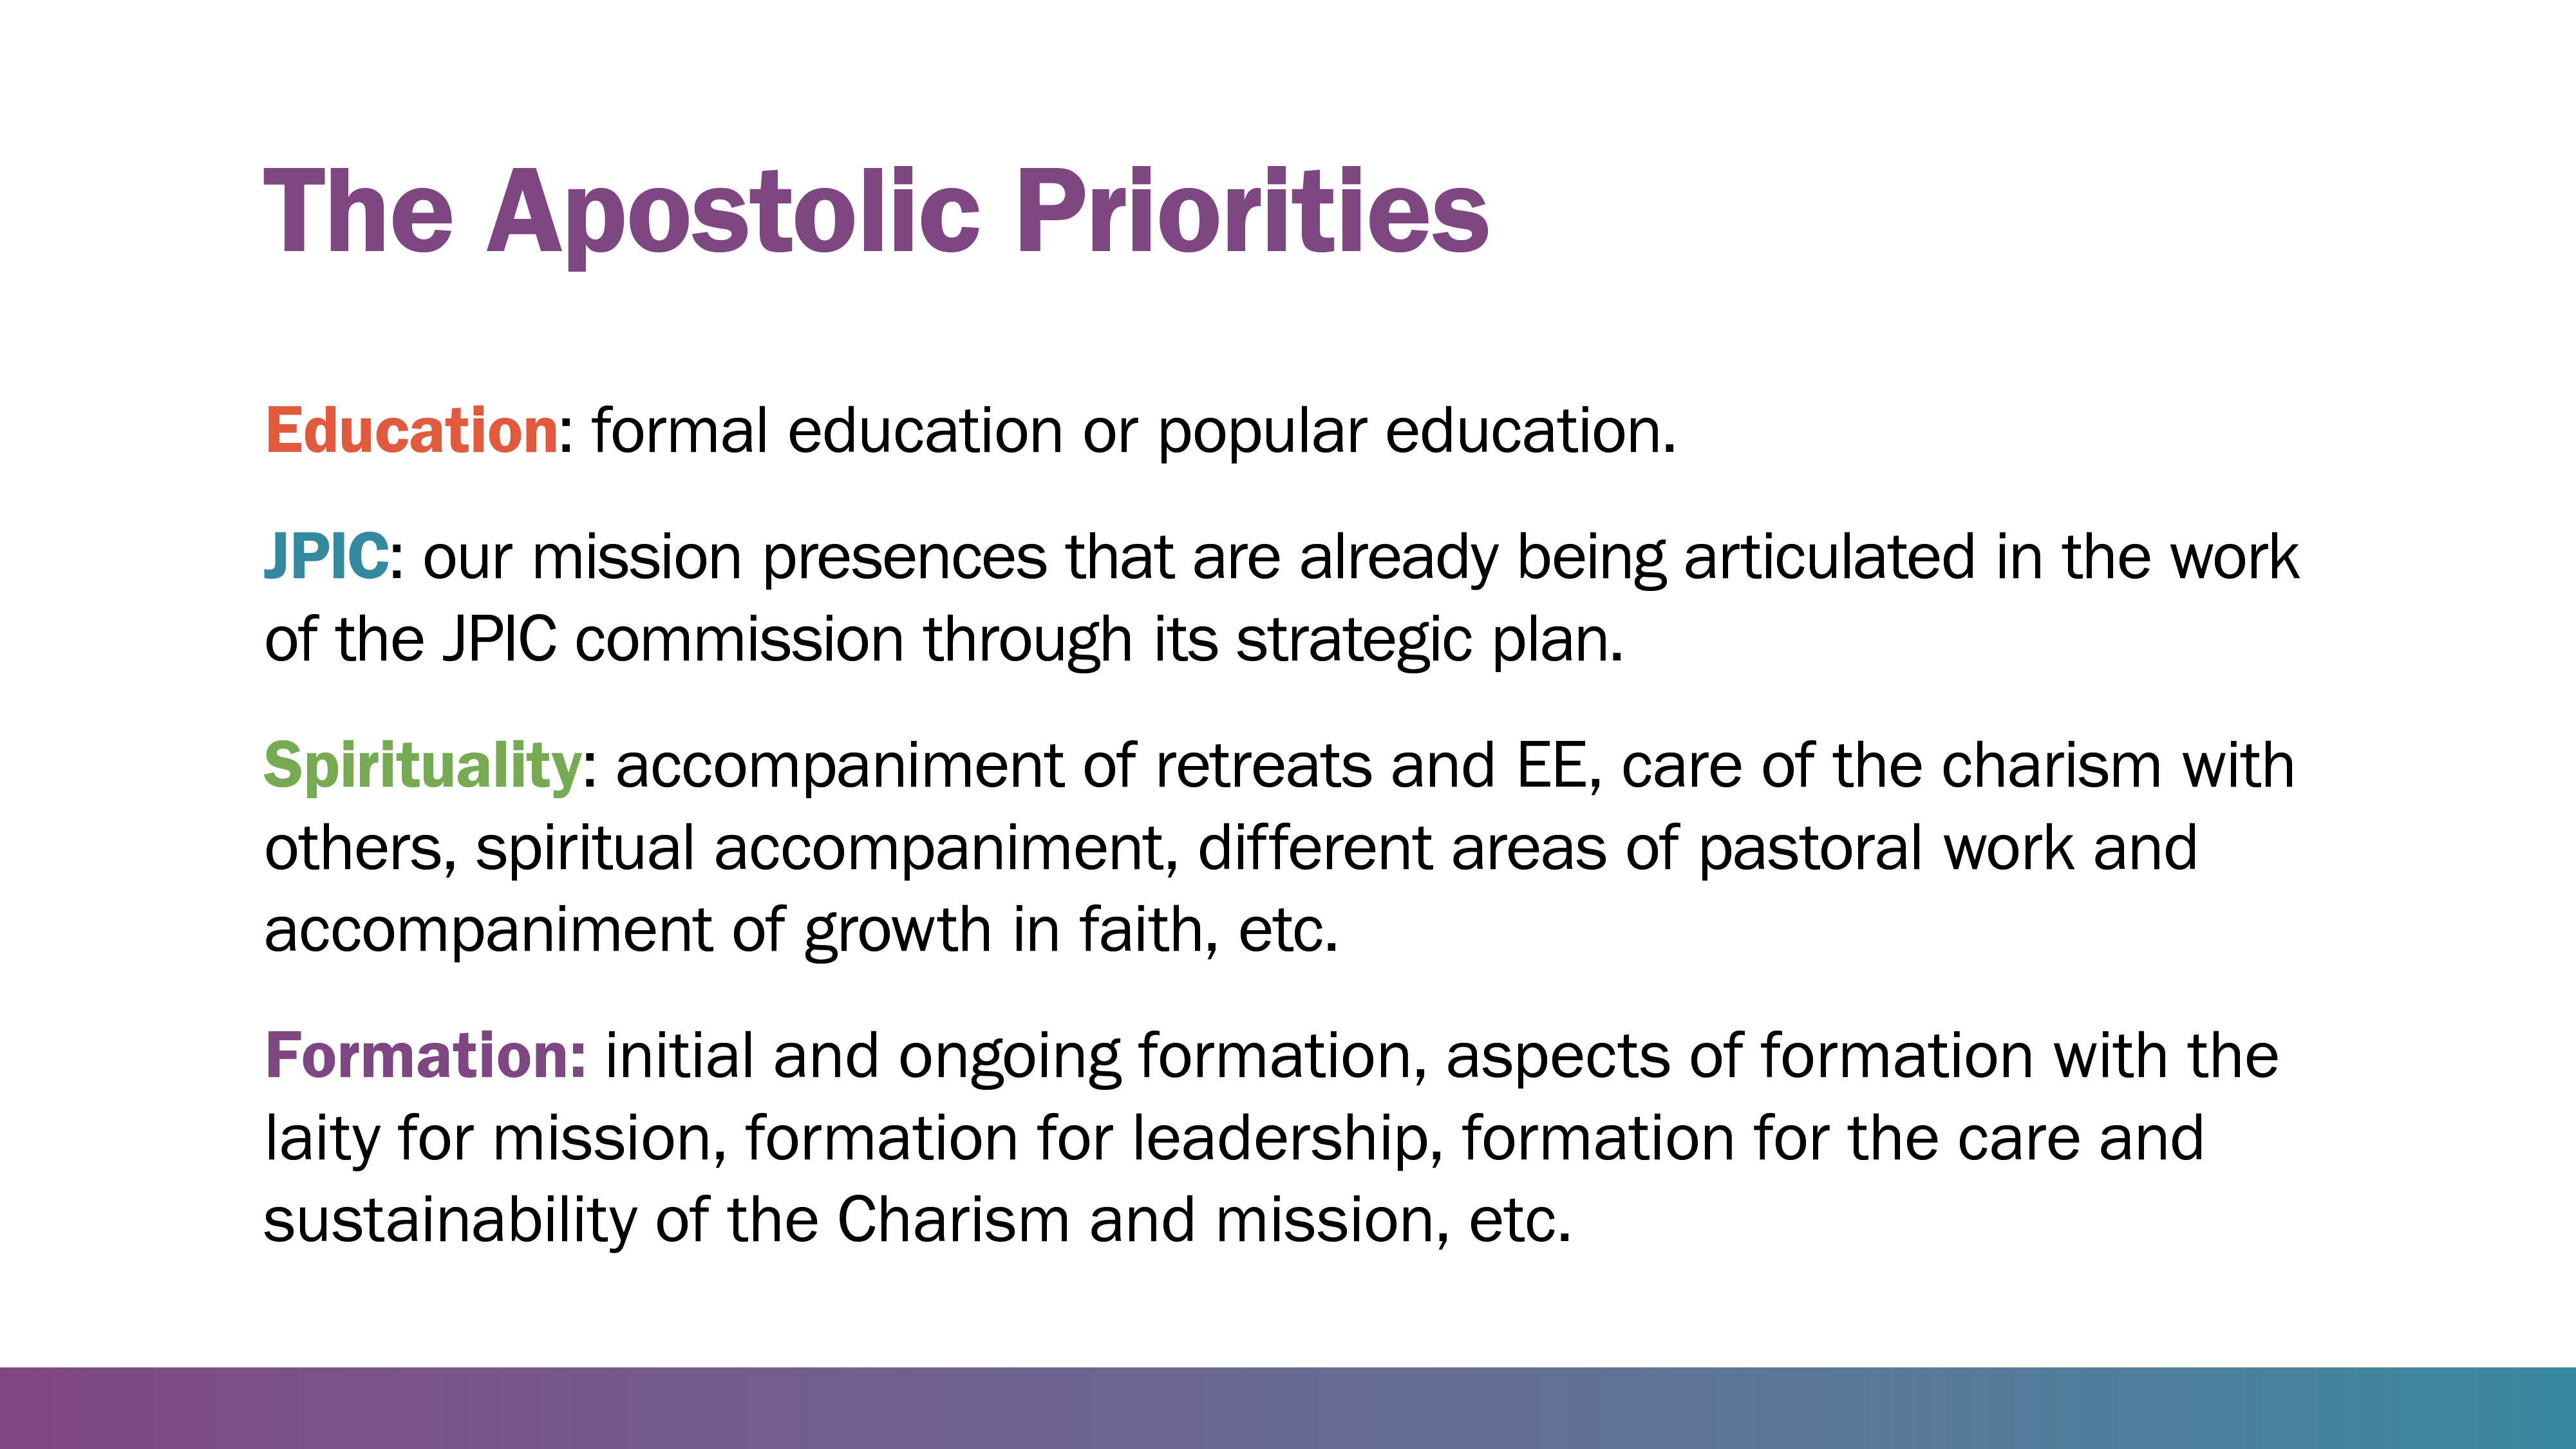 The Apostolic Priorities
Education: formal education or popular education.
JPIC: our mission presences that are already being articulated in the work
of the JPIC commission through its strategic plan.
Spirituality: accompaniment of retreats and EE, care of the charism with
others, spiritual accompaniment, different areas of pastoral work and
accompaniment of growth in faith, etc.
Formation: initial and ongoing formation, aspects of formation with the
laity for mission, formation for leadership, formation for the care and
sustainability of the Charism and mission, etc.